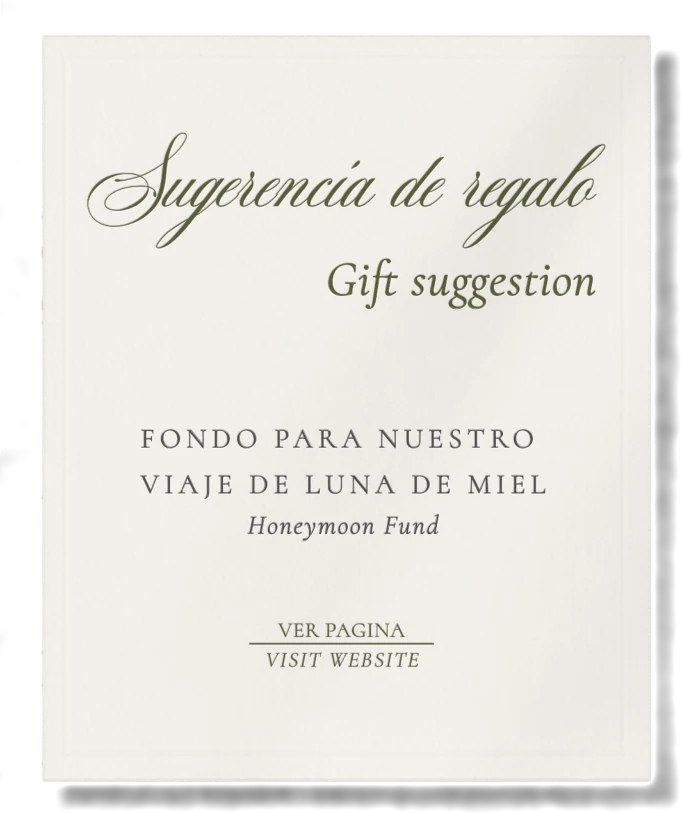 Sugerencia de regalo
Gift suggestion
FONDO PARA NUESTRO
VIAJE DE LUNA DE MIEL
Honeymoon Fund
VER PAGINA
VISIT WEBSITE